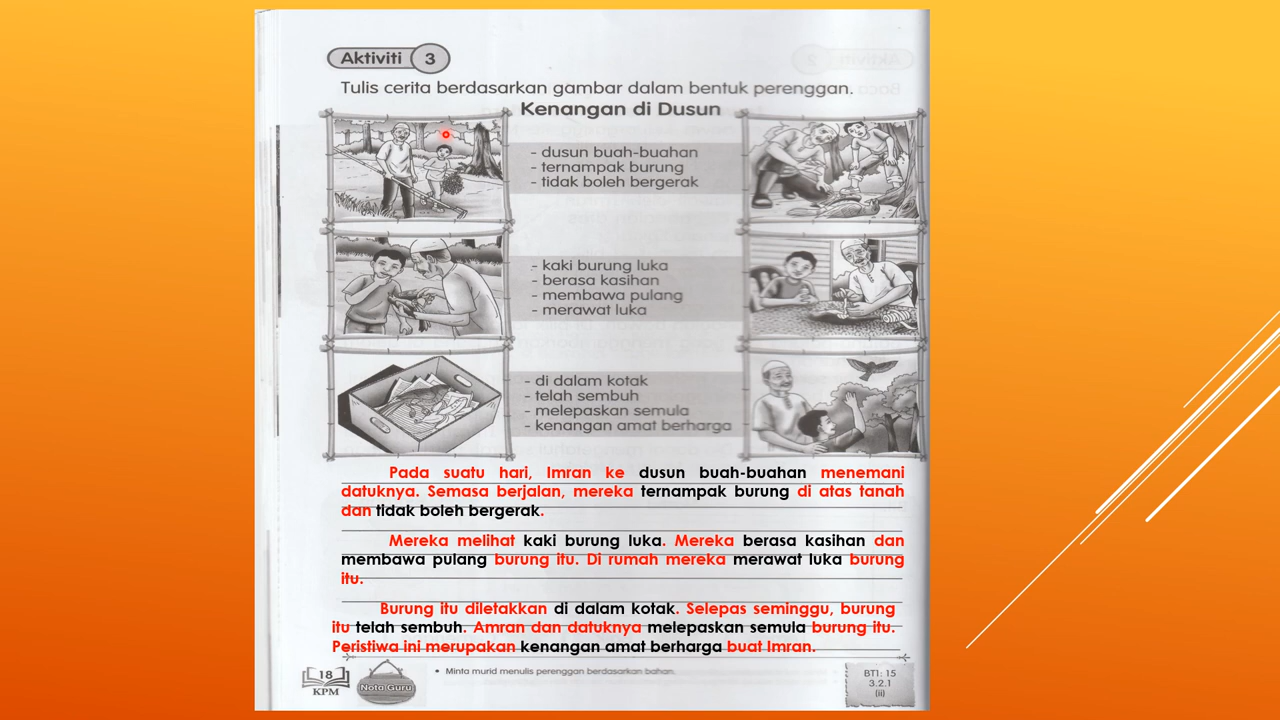 Aktiviti 3
Tulis cerita berdasarkan gambar dalam bentuk perenggan.
Kenangan di Dusun
- dusun buah-buahan
- ternampak burung
- tidak boleh bergerak
- kaki burung luka
- berasa kasihan
- membawa pulang
- merawat luka
- di dalam kotak
- telah sembuh
- melepaskan semula
- kenangan amat berharga
Pada suatu hari, Imran ke dusun buah-buahan menemani
datuknya. Semasa berjalan, mereka ternampak burung di atas tanah
dan tidak boleh bergerak.
Mereka melihat kaki burung luka. Mereka berasa kasihan dan
membawa pulang burung itu. Di rumah mereka merawat luka burung
itu.
Burung itu diletakkan di dalam kotak. Selepas seminggu, burung
itu telah sembuh. Amran dan datuknya melepaskan semula burung itu.
Peristiwa ini merupakan kenangan amat berharga buat Imran.
18
KPM
Nota Guru
• Minta murid menulis perenggan berdasarkan bahan.
BT1: 15
3.2.1
(ii)